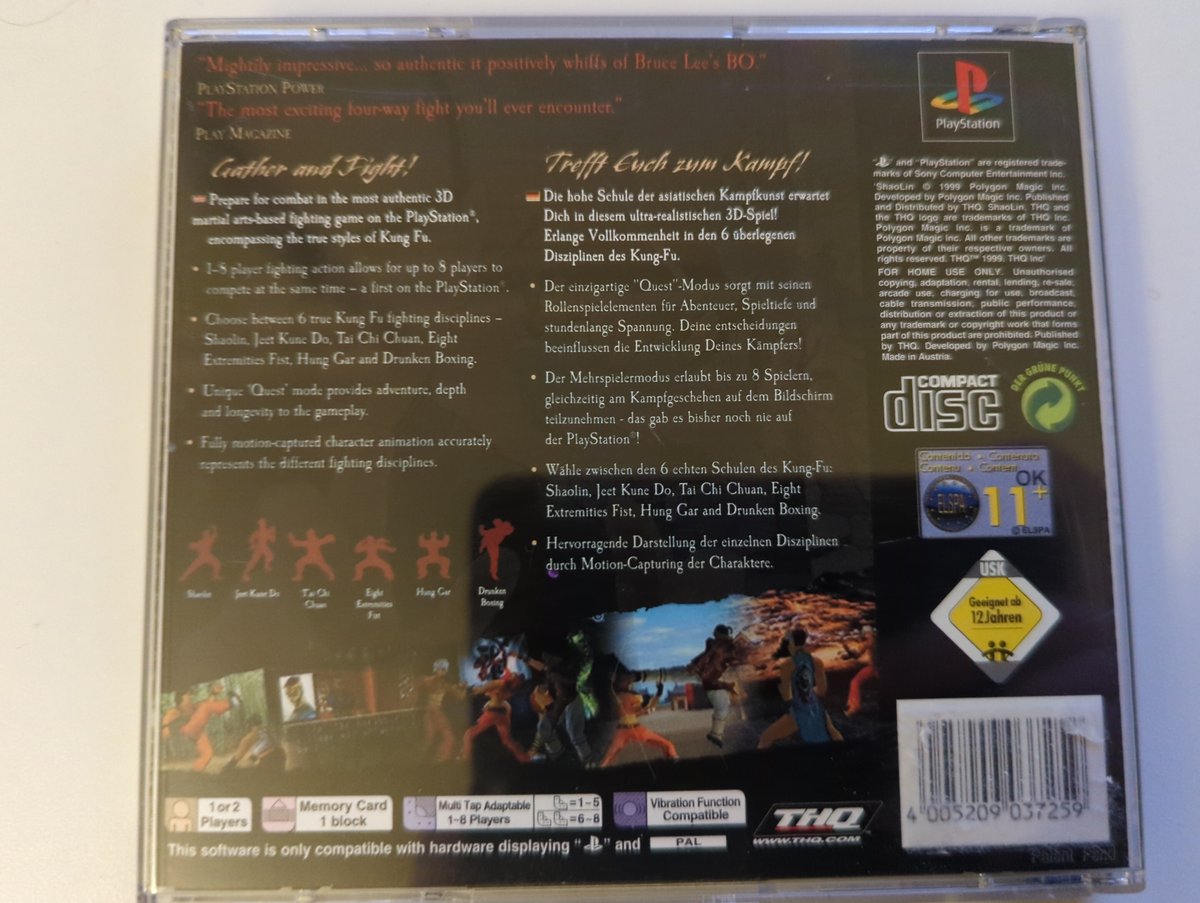 "Mightily impressive... so authentic it positively whiffs of Bruce Lee's BO."
PLAYSTATION POWER
"The most exciting four-way fight you'll ever encounter."
PLAY MAGAZINE
Gather and Fight!
Prepare for combat in the most authentic 3D
martial arts-based fighting game on the PlayStation®,
encompassing the true styles of Kung Fu.
• 1-8 player fighting action allows for up to 8 players to
compete at the same time – a first on the PlayStation®.
• Choose between 6 true Kung Fu fighting disciplines –
Shaolin, Jeet Kune Do, Tai Chi Chuan, Eight
Extremities Fist, Hung Gar and Drunken Boxing.
• Unique 'Quest' mode provides adventure, depth
and longevity to the gameplay.
• Fully motion-captured character animation accurately
represents the different fighting disciplines.
Shaolin
Jeet Kune Do
Tai Chi
Chuan
Eight
Extremities
Fist
Hung Gar
Drunken
Boxing
Trefft Euch zum Kampf!
Die hohe Schule der asiatischen Kampfkunst erwartet
Dich in diesem ultra-realistischen 3D-Spiel!
Erlange Vollkommenheit in den 6 überlegenen
Disziplinen des Kung-Fu.
• Der einzigartige "Quest"-Modus sorgt mit seinen
Rollenspielelementen für Abenteuer, Spieltiefe und
stundenlange Spannung. Deine entscheidungen
beeinflussen die Entwicklung Deines Kämpfers!
• Der Mehrspielermodus erlaubt bis zu 8 Spielern,
gleichzeitig am Kampfgeschehen auf dem Bildschirm
teilzunehmen - das gab es bisher noch nie auf
der PlayStation®!
• Wähle zwischen den 6 echten Schulen des Kung-Fu:
Shaolin, Jeet Kune Do, Tai Chi Chuan, Eight
Extremities Fist, Hung Gar and Drunken Boxing.
• Hervorragende Darstellung der einzelnen Disziplinen
durch Motion-Capturing der Charaktere.
PlayStation
" " and "PlayStation" are registered trade-
marks of Sony Computer Entertainment Inc.
'ShaoLin © 1999 Polygon Magic Inc.
Developed by Polygon Magic Inc. Published
and Distributed by THQ. ShaoLin, THQ and
the THQ logo are trademarks of THQ Inc.
Polygon Magic Inc. is a trademark of
Polygon Magic Inc. All other trademarks are
property of their respective owners. All
rights reserved. THQ™ 1999. THQ Inc'
FOR HOME USE ONLY. Unauthorised
copying, adaptation, rental, lending, re-sale,
arcade use, charging for use, broadcast,
cable transmission, public performance,
distribution or extraction of this product or
any trademark or copyright work that forms
part of this product are prohibited. Published
by THQ. Developed by Polygon Magic Inc.
Made in Austria.
COMPACT
disc
DER GRÜNE PUNKT
Contenido • Contenuto
Contenu • Content
OK
ELSPA
11+
© ELSPA
USK
Geeignet ab
12 Jahren
4 005209 037259
1 or 2
Players
Memory Card
1 block
Multi Tap Adaptable
1-8 Players
=1-5
=6-8
Vibration Function
Compatible
THQ
WWW.THQ.COM
This software is only compatible with hardware displaying " " and PAL